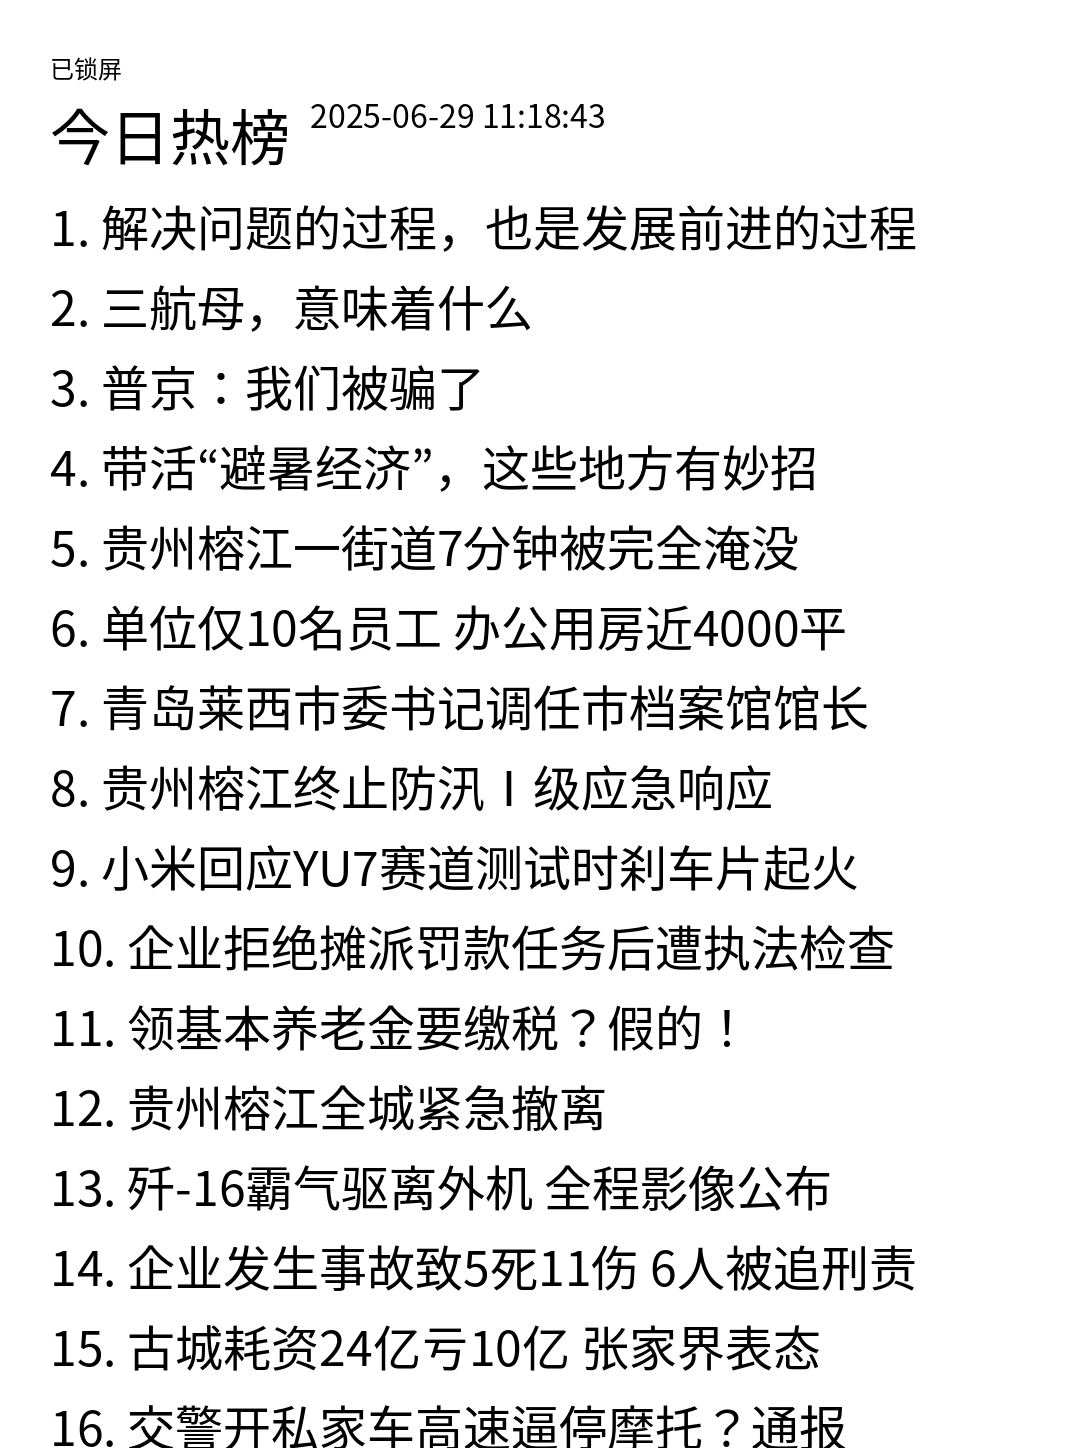 已锁屏
今日热榜 2025-06-29 11:18:43
1. 解决问题的过程，也是发展前进的过程
2. 三航母，意味着什么
3. 普京：我们被骗了
4. 带活“避暑经济”，这些地方有妙招
5. 贵州榕江一街道7分钟被完全淹没
6. 单位仅10名员工 办公用房近4000平
7. 青岛莱西市委书记调任市档案馆馆长
8. 贵州榕江终止防汛Ⅰ级应急响应
9. 小米回应YU7赛道测试时刹车片起火
10. 企业拒绝摊派罚款任务后遭执法检查
11. 领基本养老金要缴税？假的！
12. 贵州榕江全城紧急撤离
13. 歼-16霸气驱离外机 全程影像公布
14. 企业发生事故致5死11伤 6人被追刑责
15. 古城耗资24亿亏10亿 张家界表态
16. 交警开私家车高速逼停摩托？通报